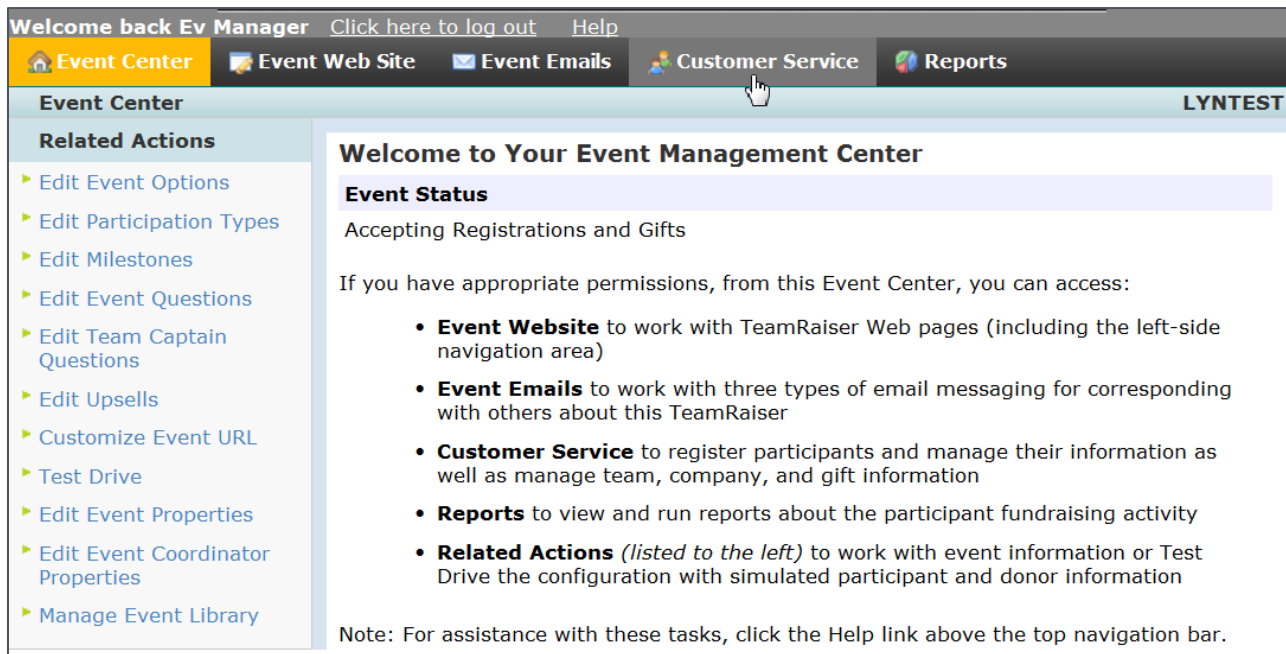 Welcome back Ev Manager Click here to log out Help
Event Center Event Web Site Event Emails Customer Service Reports
Event Center LYNTEST
Related Actions
Edit Event Options
Edit Participation Types
Edit Milestones
Edit Event Questions
Edit Team Captain
Questions
Edit Upsells
Customize Event URL
Test Drive
Edit Event Properties
Edit Event Coordinator
Properties
Manage Event Library
Welcome to Your Event Management Center
Event Status
Accepting Registrations and Gifts
If you have appropriate permissions, from this Event Center, you can access:
• Event Website to work with TeamRaiser Web pages (including the left-side
navigation area)
• Event Emails to work with three types of email messaging for corresponding
with others about this TeamRaiser
• Customer Service to register participants and manage their information as
well as manage team, company, and gift information
• Reports to view and run reports about the participant fundraising activity
• Related Actions (listed to the left) to work with event information or Test
Drive the configuration with simulated participant and donor information
Note: For assistance with these tasks, click the Help link above the top navigation bar.